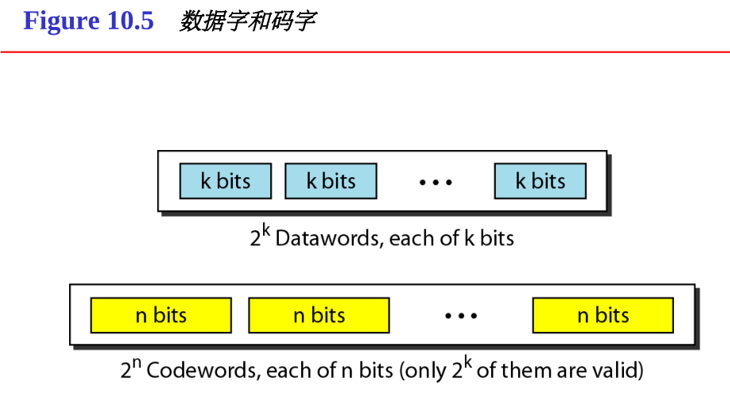 Figure 10.5 数据字和码字
k bits k bits • • • k bits
2^k Datawords, each of k bits
n bits n bits • • • n bits
2^n Codewords, each of n bits (only 2^k of them are valid)